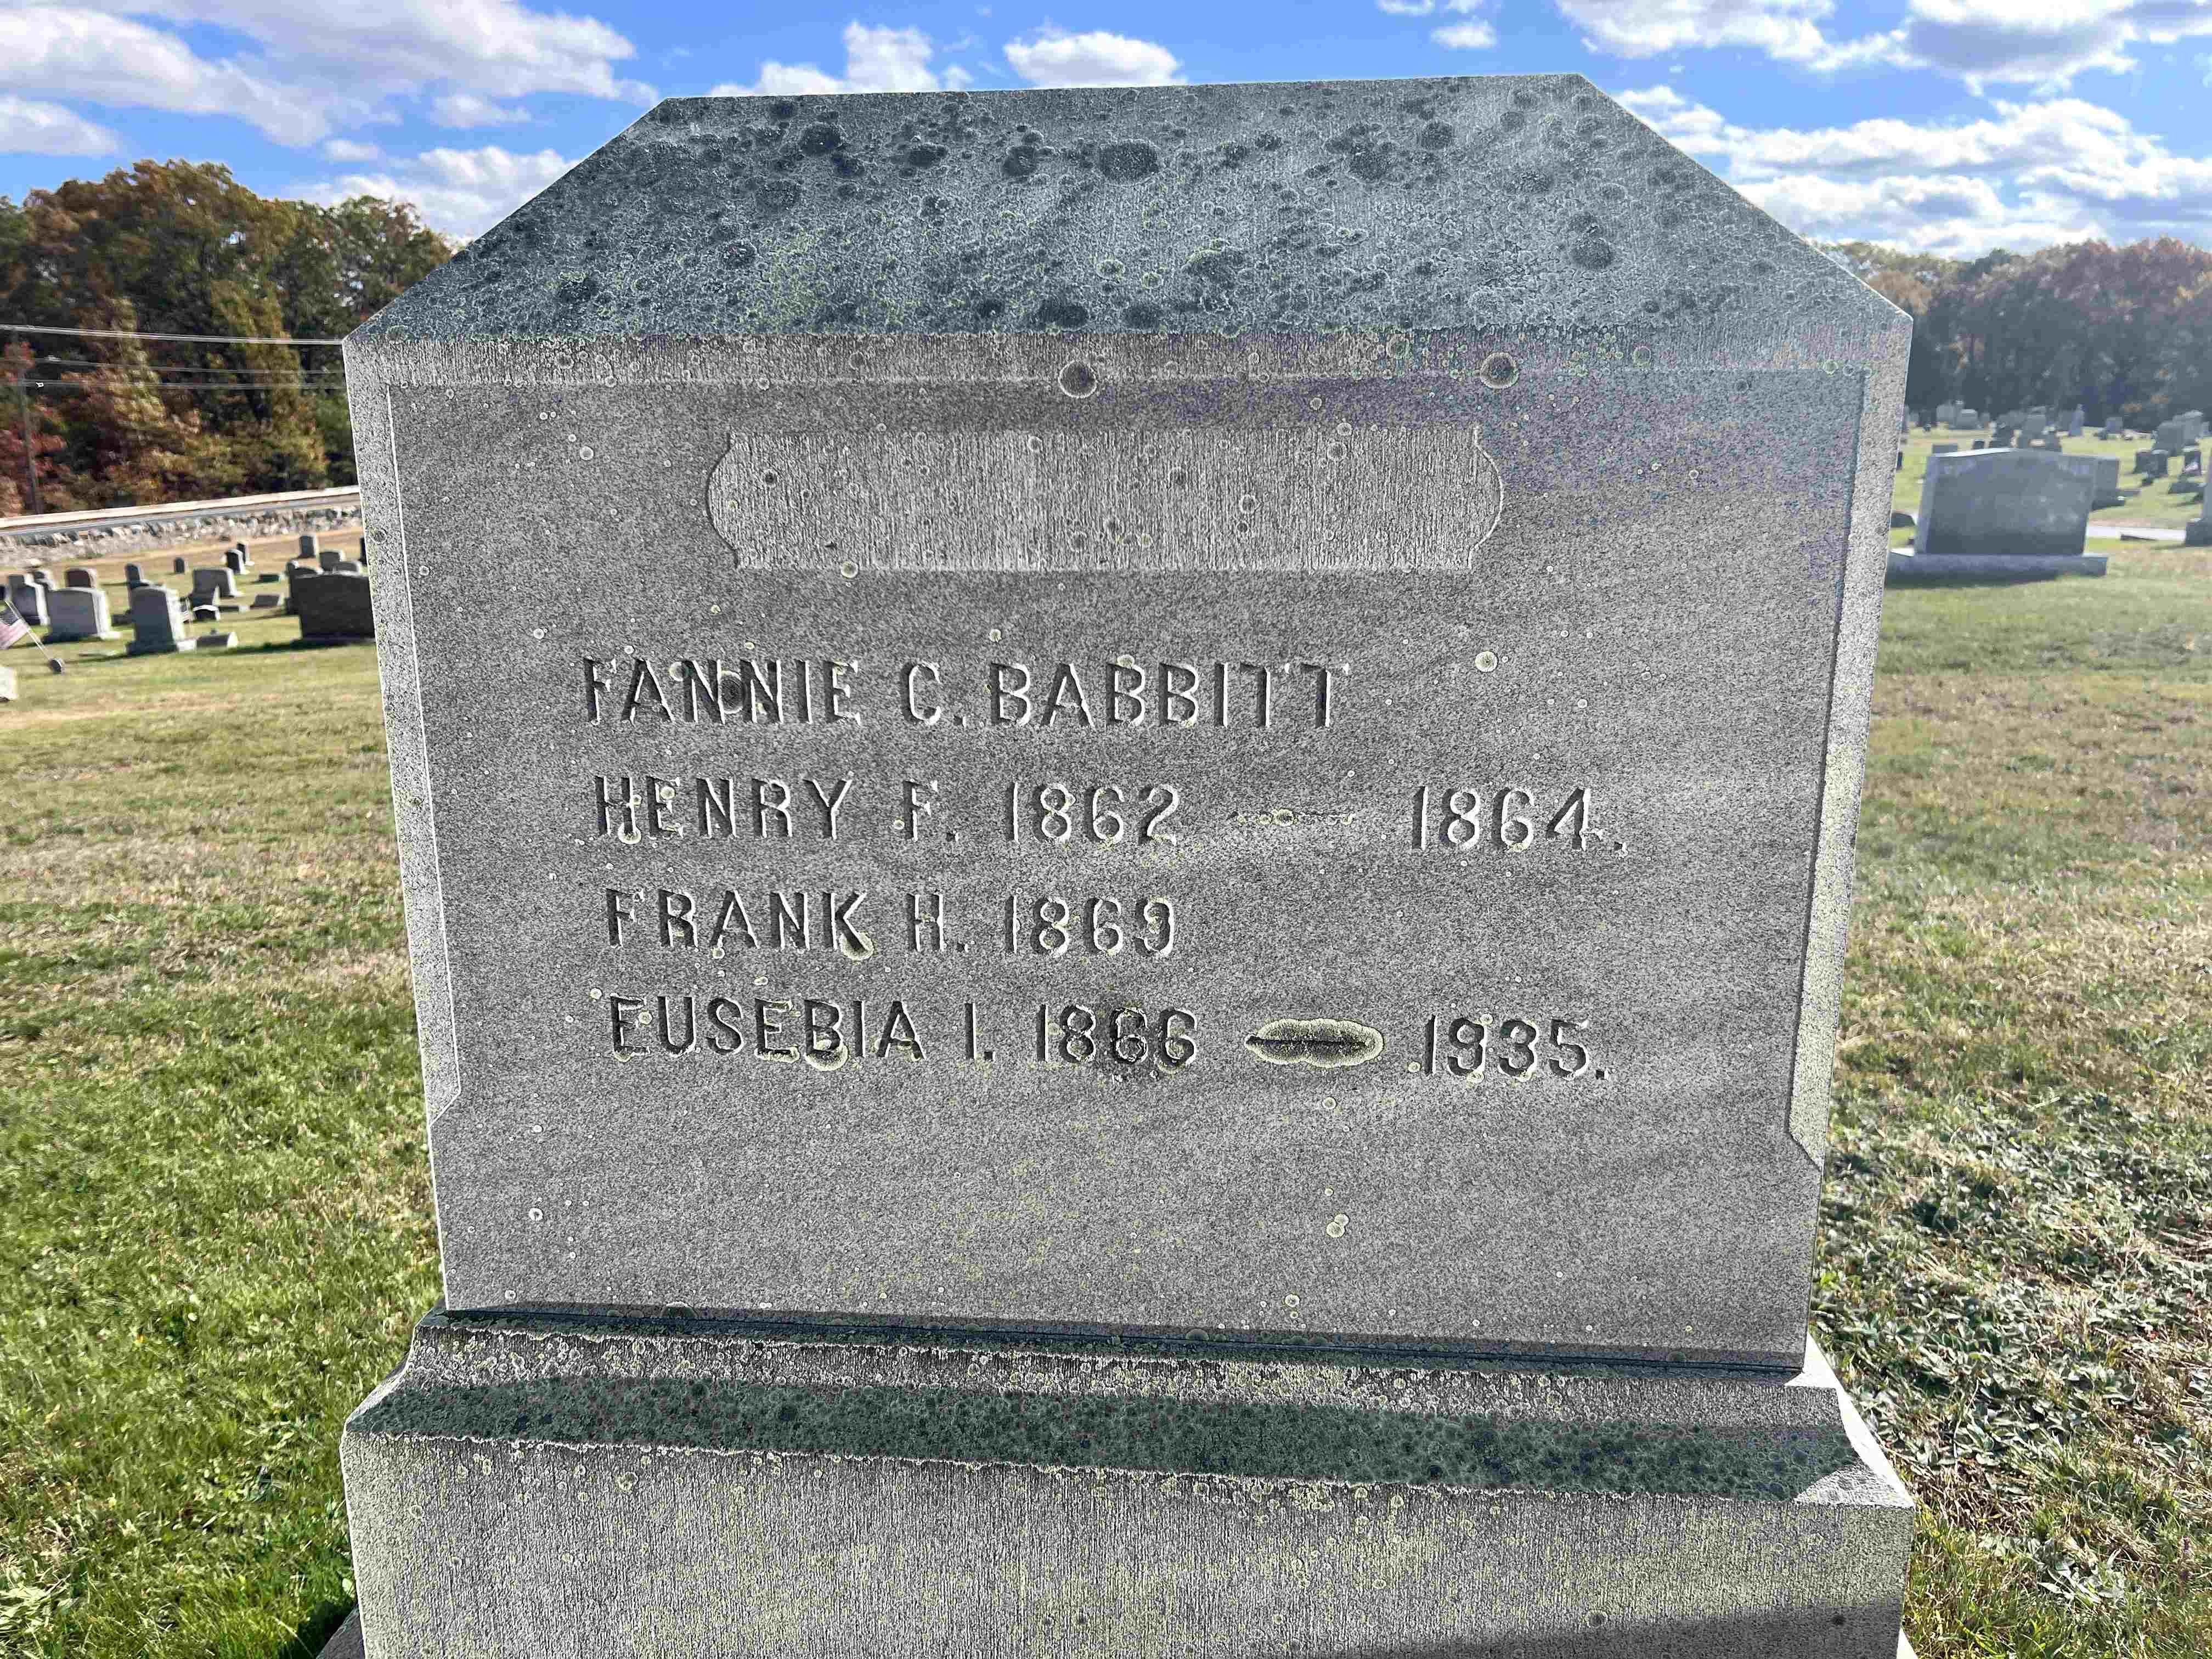 FANNIE C. BABBITT
HENRY F. 1862 — 1864.
FRANK H. 1869
EUSEBIA I. 1866 — 1935.